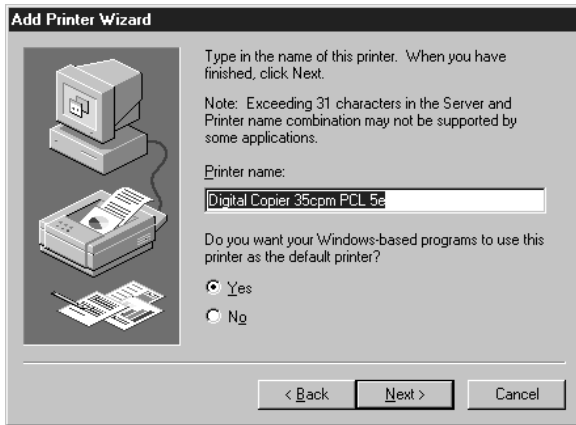 Add Printer Wizard
Type in the name of this printer.  When you have
finished, click Next.
Note:  Exceeding 31 characters in the Server and
Printer name combination may not be supported by
some applications.
Printer name:
Digital Copier 35cpm PCL 5e
Do you want your Windows-based programs to use this
printer as the default printer?
Yes
No
< Back
Next >
Cancel